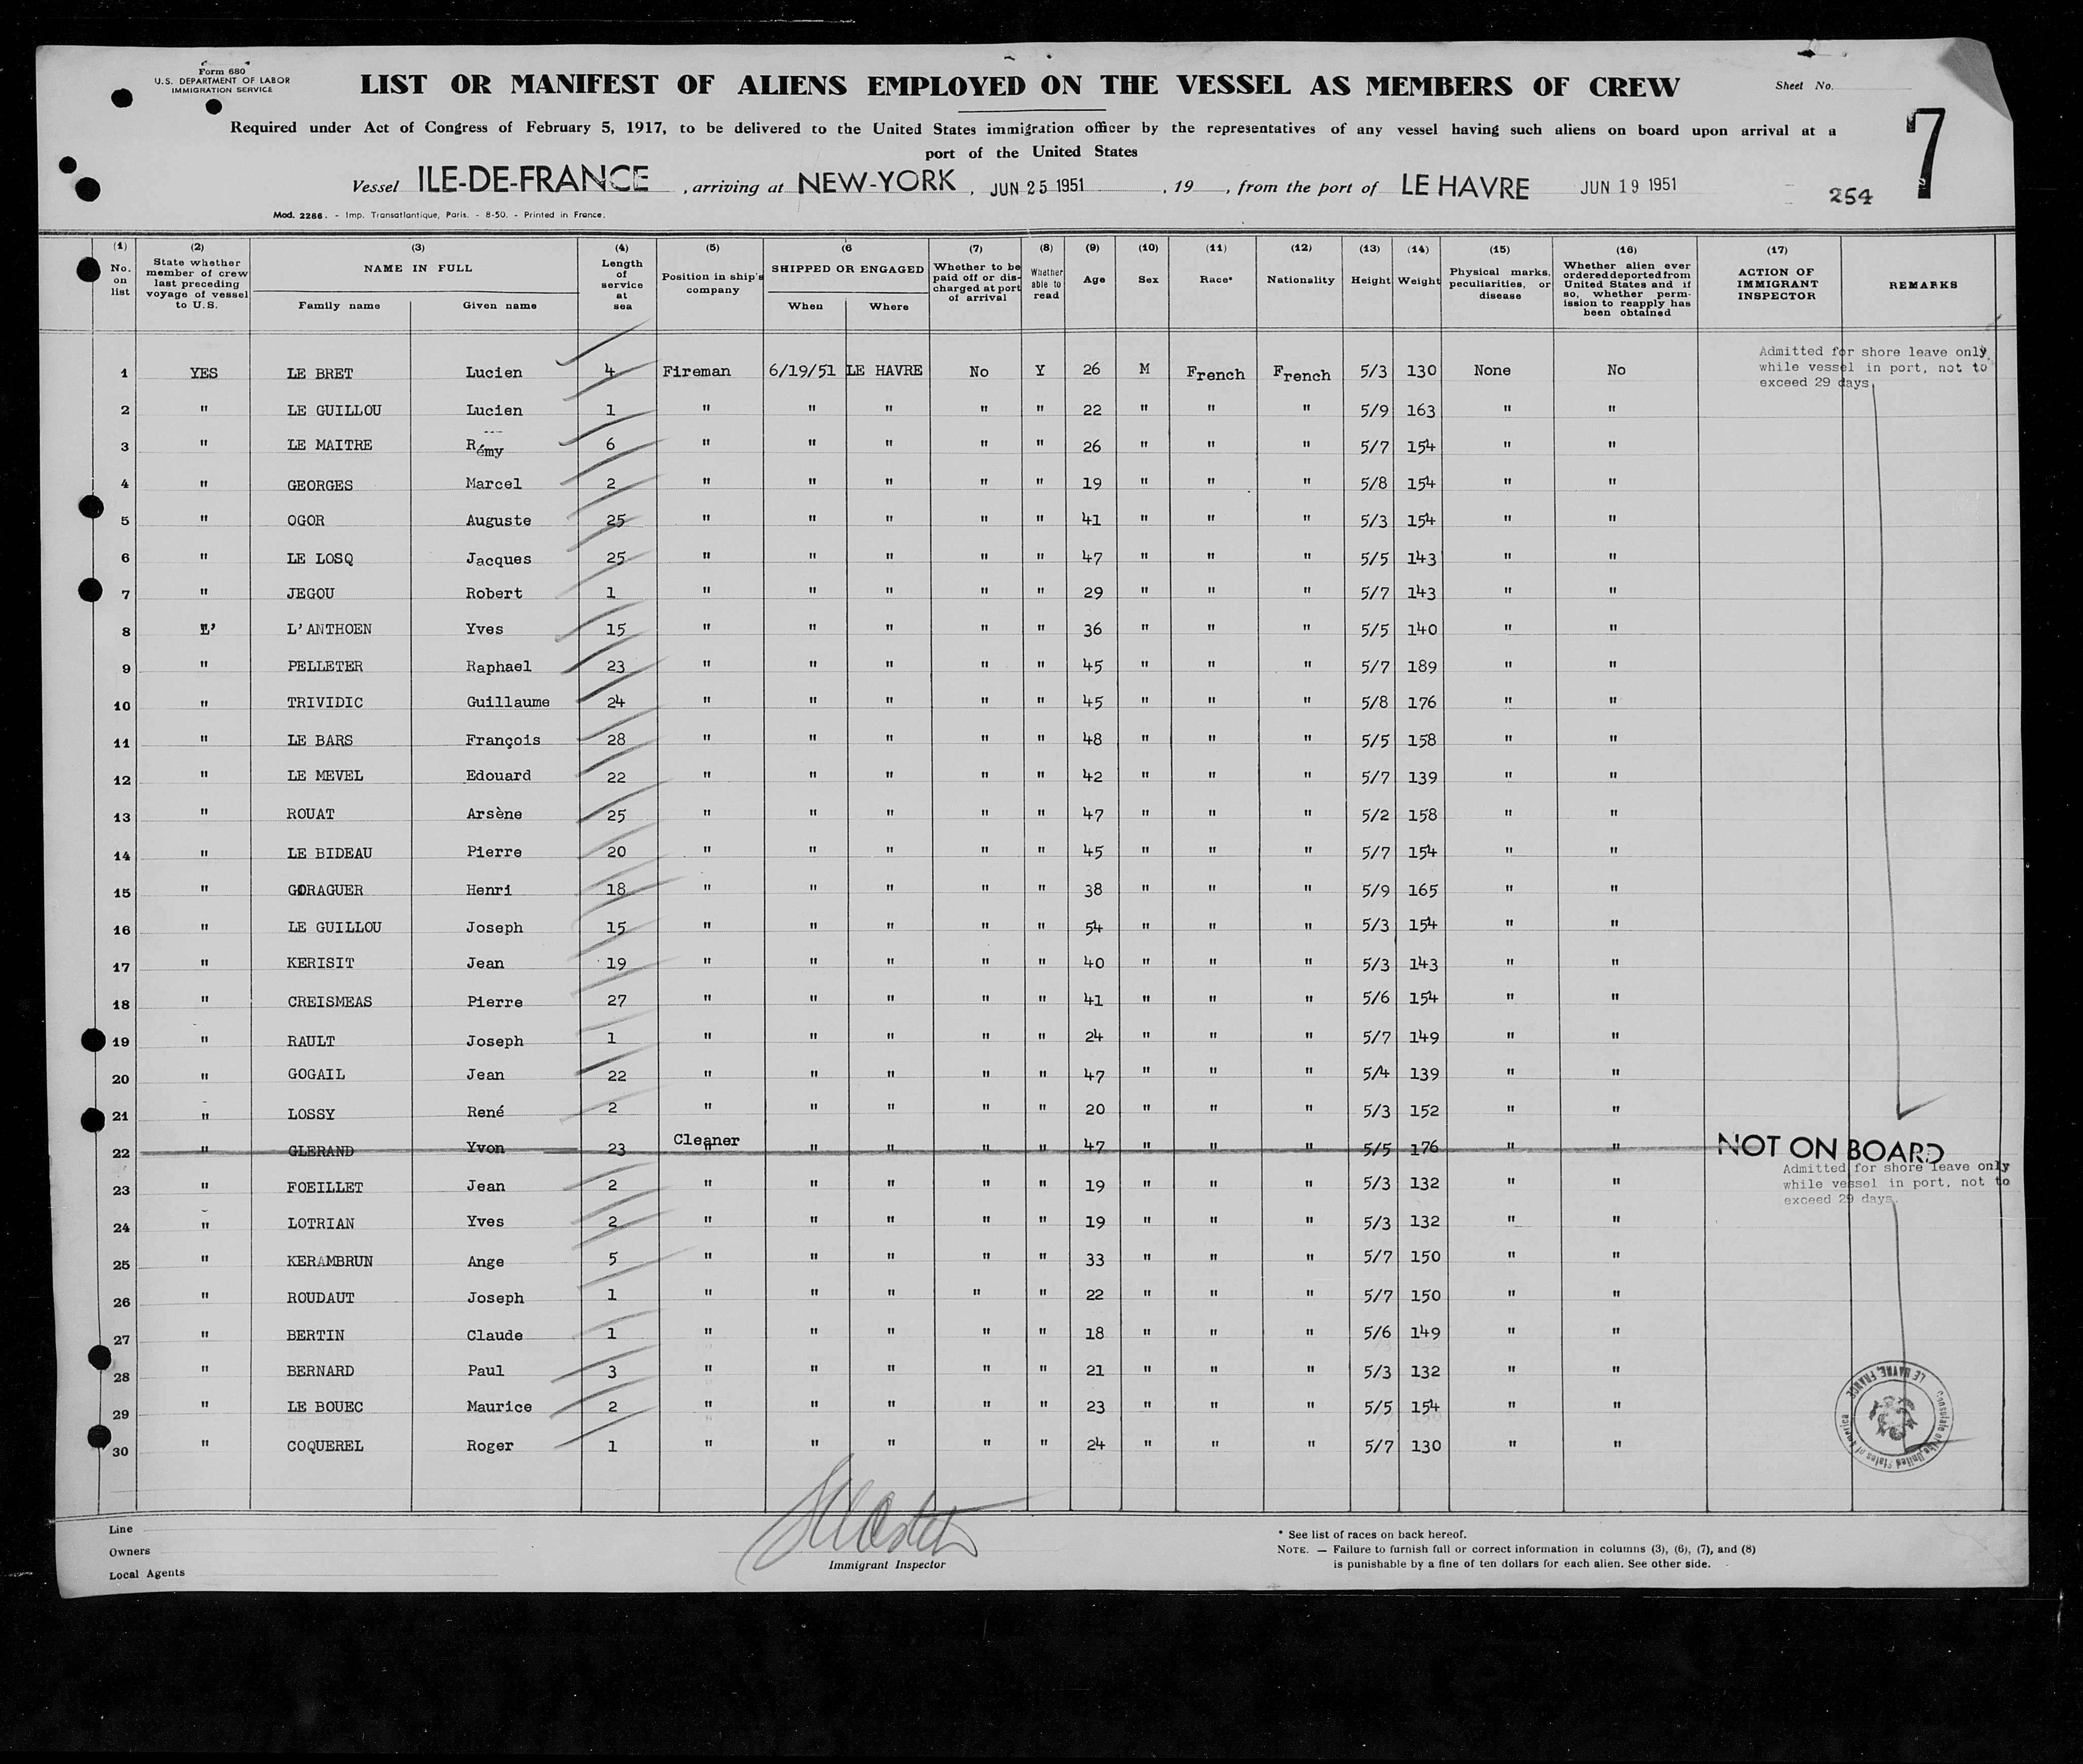 Form 680
U.S. DEPARTMENT OF LABOR
IMMIGRATION SERVICE
LIST OR MANIFEST OF ALIENS EMPLOYED ON THE VESSEL AS MEMBERS OF CREW
Sheet No.
7
Required under Act of Congress of February 5, 1917, to be delivered to the United States immigration officer by the representatives of any vessel having such aliens on board upon arrival at a
port of the United States
Vessel ILE-DE-FRANCE , arriving at NEW-YORK , JUN 25 1951 , 19 , from the port of LE HAVRE JUN 19 1951
254
Mod. 2286. - Imp. Transatlantique, Paris. - 8-50. - Printed in France.
(1) (2) (3) (4) (5) (6 (7) (8) (9) (10) (11) (12) (13) (14) (15) (16) (17)
No. on list
State whether member of crew last preceding voyage of vessel to U.S.
NAME IN FULL
Family name Given name
Length of service at sea
Position in ship's company
SHIPPED OR ENGAGED
When Where
Whether to be paid off or discharged at port of arrival
Whether able to read
Age
Sex
Race*
Nationality
Height
Weight
Physical marks, peculiarities, or disease
Whether alien ever ordered deported from United States and if so, whether permission to reapply has been obtained
ACTION OF IMMIGRANT INSPECTOR
REMARKS
1 YES LE BRET Lucien 4 Fireman 6/19/51 LE HAVRE No Y 26 M French French 5/3 130 None No
Admitted for shore leave only
while vessel in port, not to
exceed 29 days.
2 " LE GUILLOU Lucien 1 " " " " " 22 " " " 5/9 163 " "
3 " LE MAITRE Rémy 6 " " " " " 26 " " " 5/7 154 " "
4 " GEORGES Marcel 2 " " " " " 19 " " " 5/8 154 " "
5 " OGOR Auguste 25 " " " " " 41 " " " 5/3 154 " "
6 " LE LOSQ Jacques 25 " " " " " 47 " " " 5/5 143 " "
7 " JEGOU Robert 1 " " " " " 29 " " " 5/7 143 " "
8 L' L'ANTHOEN Yves 15 " " " " " 36 " " " 5/5 140 " "
9 " PELLETER Raphael 23 " " " " " 45 " " " 5/7 189 " "
10 " TRIVIDIC Guillaume 24 " " " " " 45 " " " 5/8 176 " "
11 " LE BARS François 28 " " " " " 48 " " " 5/5 158 " "
12 " LE MEVEL Edouard 22 " " " " " 42 " " " 5/7 139 " "
13 " ROUAT Arsène 25 " " " " " 47 " " " 5/2 158 " "
14 " LE BIDEAU Pierre 20 " " " " " 45 " " " 5/7 154 " "
15 " GORAGUER Henri 18 " " " " " 38 " " " 5/9 165 " "
16 " LE GUILLOU Joseph 15 " " " " " 54 " " " 5/3 154 " "
17 " KERISIT Jean 19 " " " " " 40 " " " 5/3 143 " "
18 " CREISMEAS Pierre 27 " " " " " 41 " " " 5/6 154 " "
19 " RAULT Joseph 1 " " " " " 24 " " " 5/7 149 " "
20 " GOGAIL Jean 22 " " " " " 47 " " " 5/4 139 " "
21 " LOSSY René 2 " " " " " 20 " " " 5/3 152 " "
22 " GLERAND Yvon 23 Cleaner " " " " 47 " " " 5/5 176 " " NOT ON BOARD
Admitted for shore leave only
while vessel in port, not to
exceed 29 days.
23 " FOEILLET Jean 2 " " " " " 19 " " " 5/3 132 " "
24 " LOTRIAN Yves 2 " " " " " 19 " " " 5/3 132 " "
25 " KERAMBRUN Ange 5 " " " " " 33 " " " 5/7 150 " "
26 " ROUDAUT Joseph 1 " " " " " 22 " " " 5/7 150 " "
27 " BERTIN Claude 1 " " " " " 18 " " " 5/6 149 " "
28 " BERNARD Paul 3 " " " " " 21 " " " 5/3 132 " "
29 " LE BOUEC Maurice 2 " " " " " 23 " " " 5/5 154 " "
30 " COQUEREL Roger 1 " " " " " 24 " " " 5/7 130 " "
Consulate of the United States of America
LE HAVRE, FRANCE
Line
Owners
Local Agents
Immigrant Inspector
* See list of races on back hereof.
NOTE. — Failure to furnish full or correct information in columns (3), (6), (7), and (8)
is punishable by a fine of ten dollars for each alien. See other side.